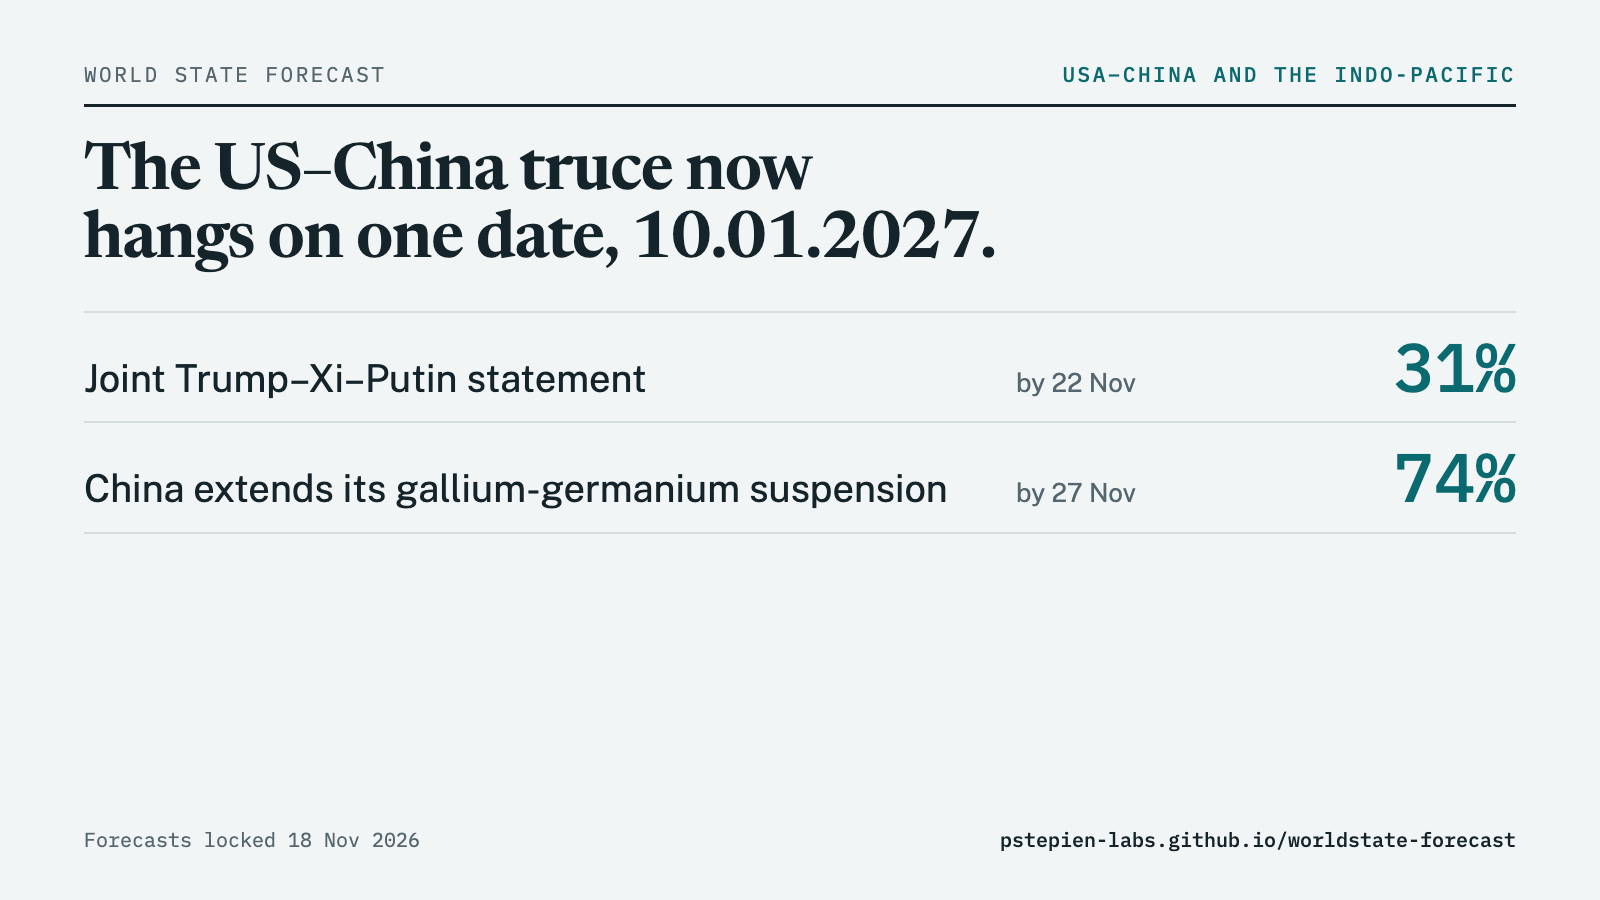 WORLD STATE FORECAST
USA–CHINA AND THE INDO-PACIFIC
The US–China truce now
hangs on one date, 10.01.2027.
Joint Trump–Xi–Putin statement by 22 Nov 31%
China extends its gallium-germanium suspension by 27 Nov 74%
Forecasts locked 18 Nov 2026
pstepien-labs.github.io/worldstate-forecast